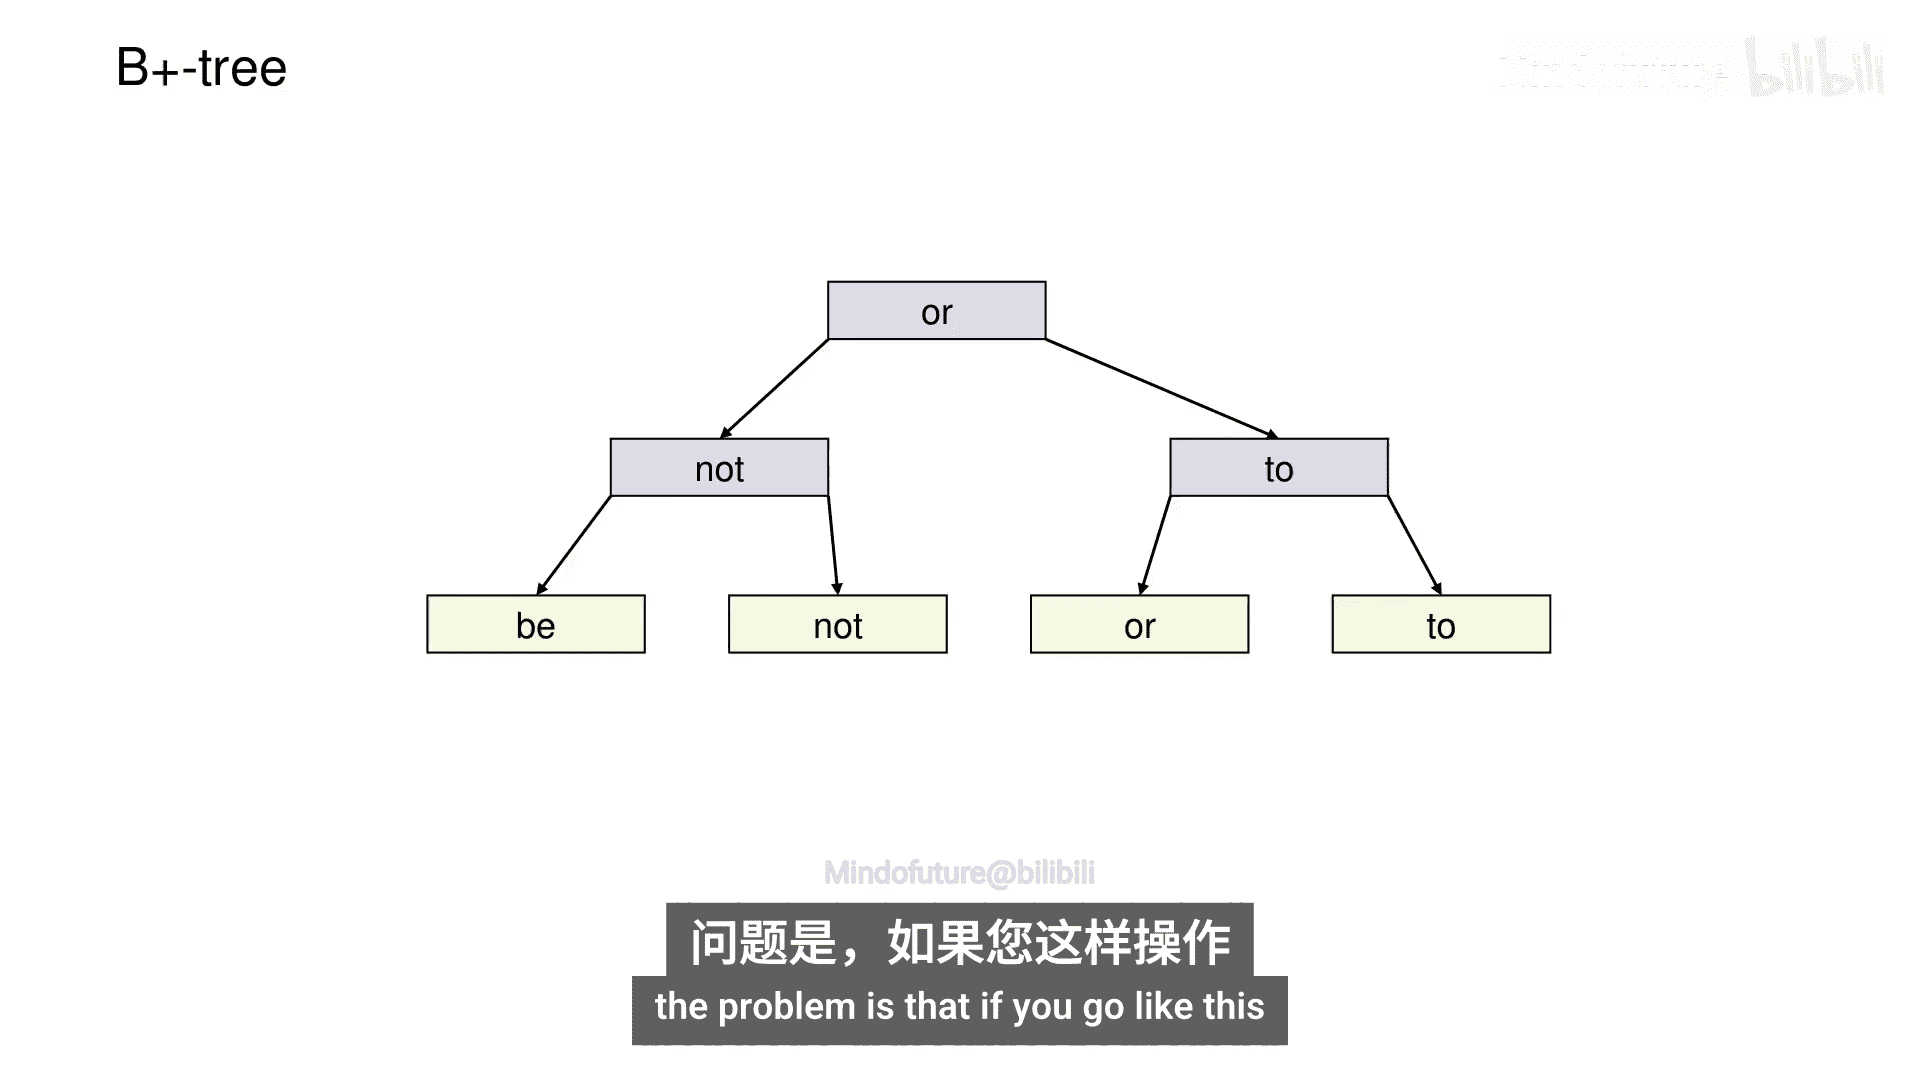 B+-tree
bilibili
or
not
to
be
not
or
to
Mindofuture@bilibili
问题是，如果您这样操作
the problem is that if you go like this